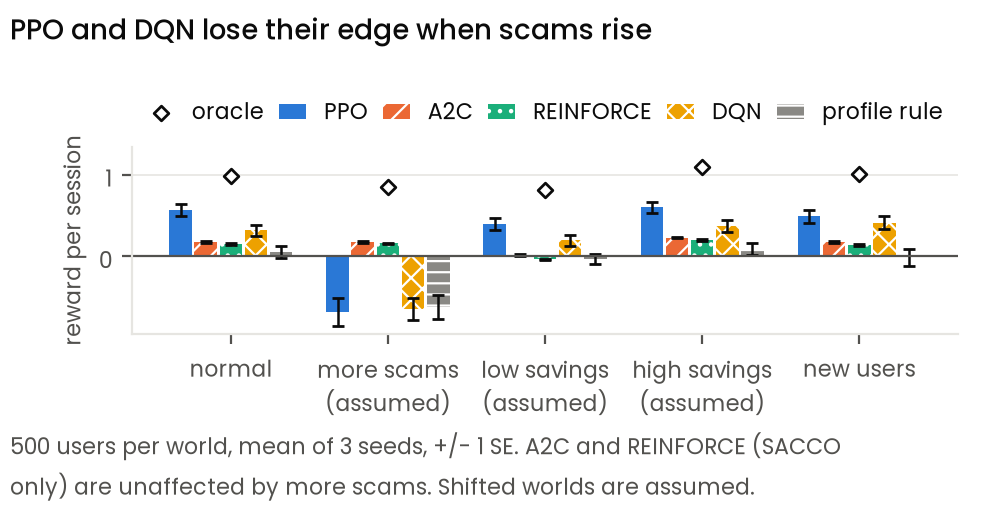 PPO and DQN lose their edge when scams rise
oracle PPO A2C REINFORCE DQN profile rule
reward per session
1
0
normal more scams low savings high savings new users
(assumed) (assumed) (assumed)
500 users per world, mean of 3 seeds, +/- 1 SE. A2C and REINFORCE (SACCO
only) are unaffected by more scams. Shifted worlds are assumed.